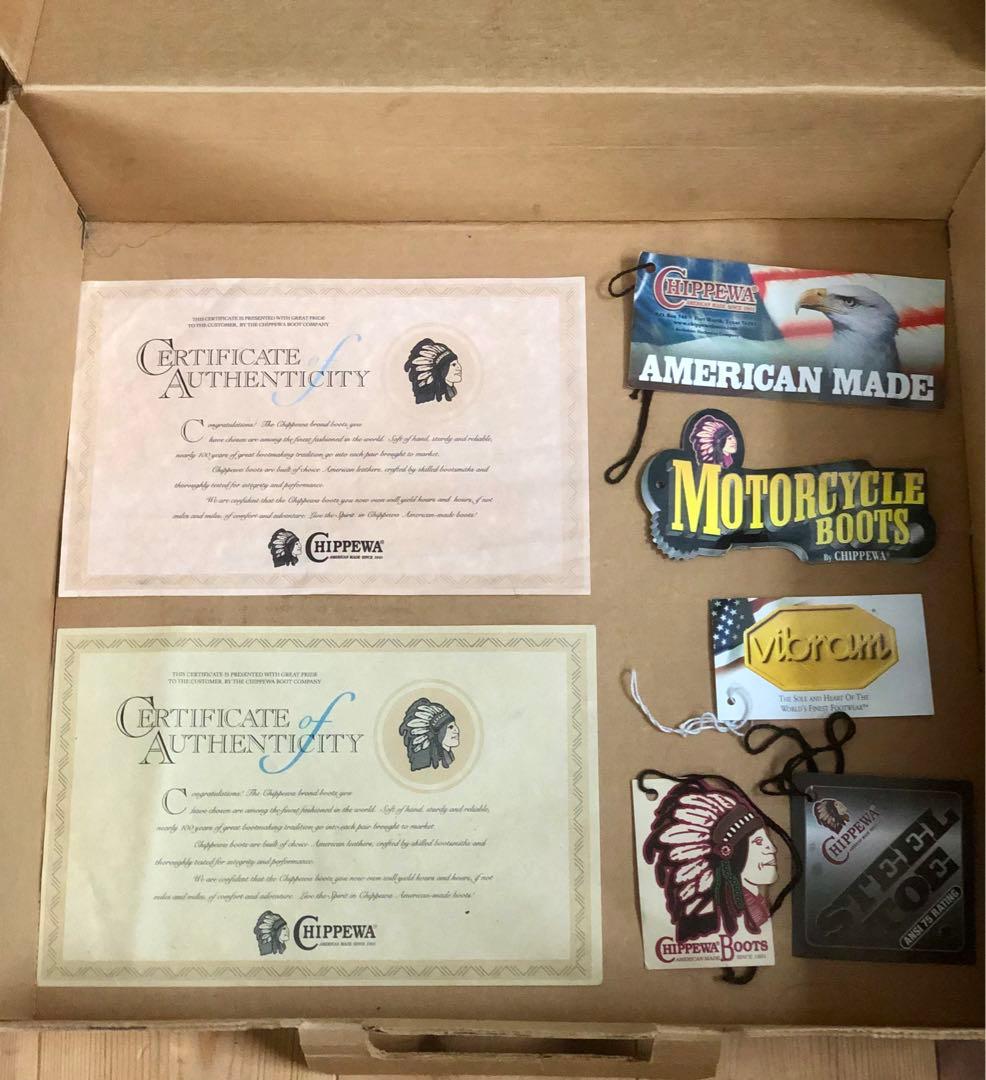 THIS CERTIFICATE IS PRESENTED WITH GREAT PRIDE
TO THE CUSTOMER, BY THE CHIPPEWA BOOT COMPANY
CERTIFICATE of
AUTHENTICITY
Congratulations! The Chippewa brand boots you
have chosen are among the finest fashioned in the world. Soft of hand, sturdy and reliable,
nearly 100 years of great bootmaking tradition go into each pair brought to market.
Chippewa boots are built of choice American leathers, crafted by skilled bootsmiths and
thoroughly tested for integrity and performance.
We are confident that the Chippewa boots you now own will yield hours and hours, if not
miles and miles, of comfort and adventure. Live the Spirit in Chippewa American-made boots!
CHIPPEWA®
AMERICAN MADE SINCE 1901
THIS CERTIFICATE IS PRESENTED WITH GREAT PRIDE
TO THE CUSTOMER, BY THE CHIPPEWA BOOT COMPANY
CERTIFICATE of
AUTHENTICITY
Congratulations! The Chippewa brand boots you
have chosen are among the finest fashioned in the world. Soft of hand, sturdy and reliable,
nearly 100 years of great bootmaking tradition go into each pair brought to market.
Chippewa boots are built of choice American leathers, crafted by skilled bootsmiths and
thoroughly tested for integrity and performance.
We are confident that the Chippewa boots you now own will yield hours and hours, if not
miles and miles, of comfort and adventure. Live the Spirit in Chippewa American-made boots!
CHIPPEWA®
AMERICAN MADE SINCE 1901
CHIPPEWA®
AMERICAN MADE SINCE 1901
Fort Worth, Texas
AMERICAN MADE
MOTORCYCLE
BOOTS
By CHIPPEWA®
vibram®
THE SOLE AND HEART OF THE
WORLD'S FINEST FOOTWEAR™
CHIPPEWA® BOOTS
AMERICAN MADE SINCE 1901
CHIPPEWA®
AMERICAN MADE SINCE 1901
STEEL
TOE
ANSI 75 RATING